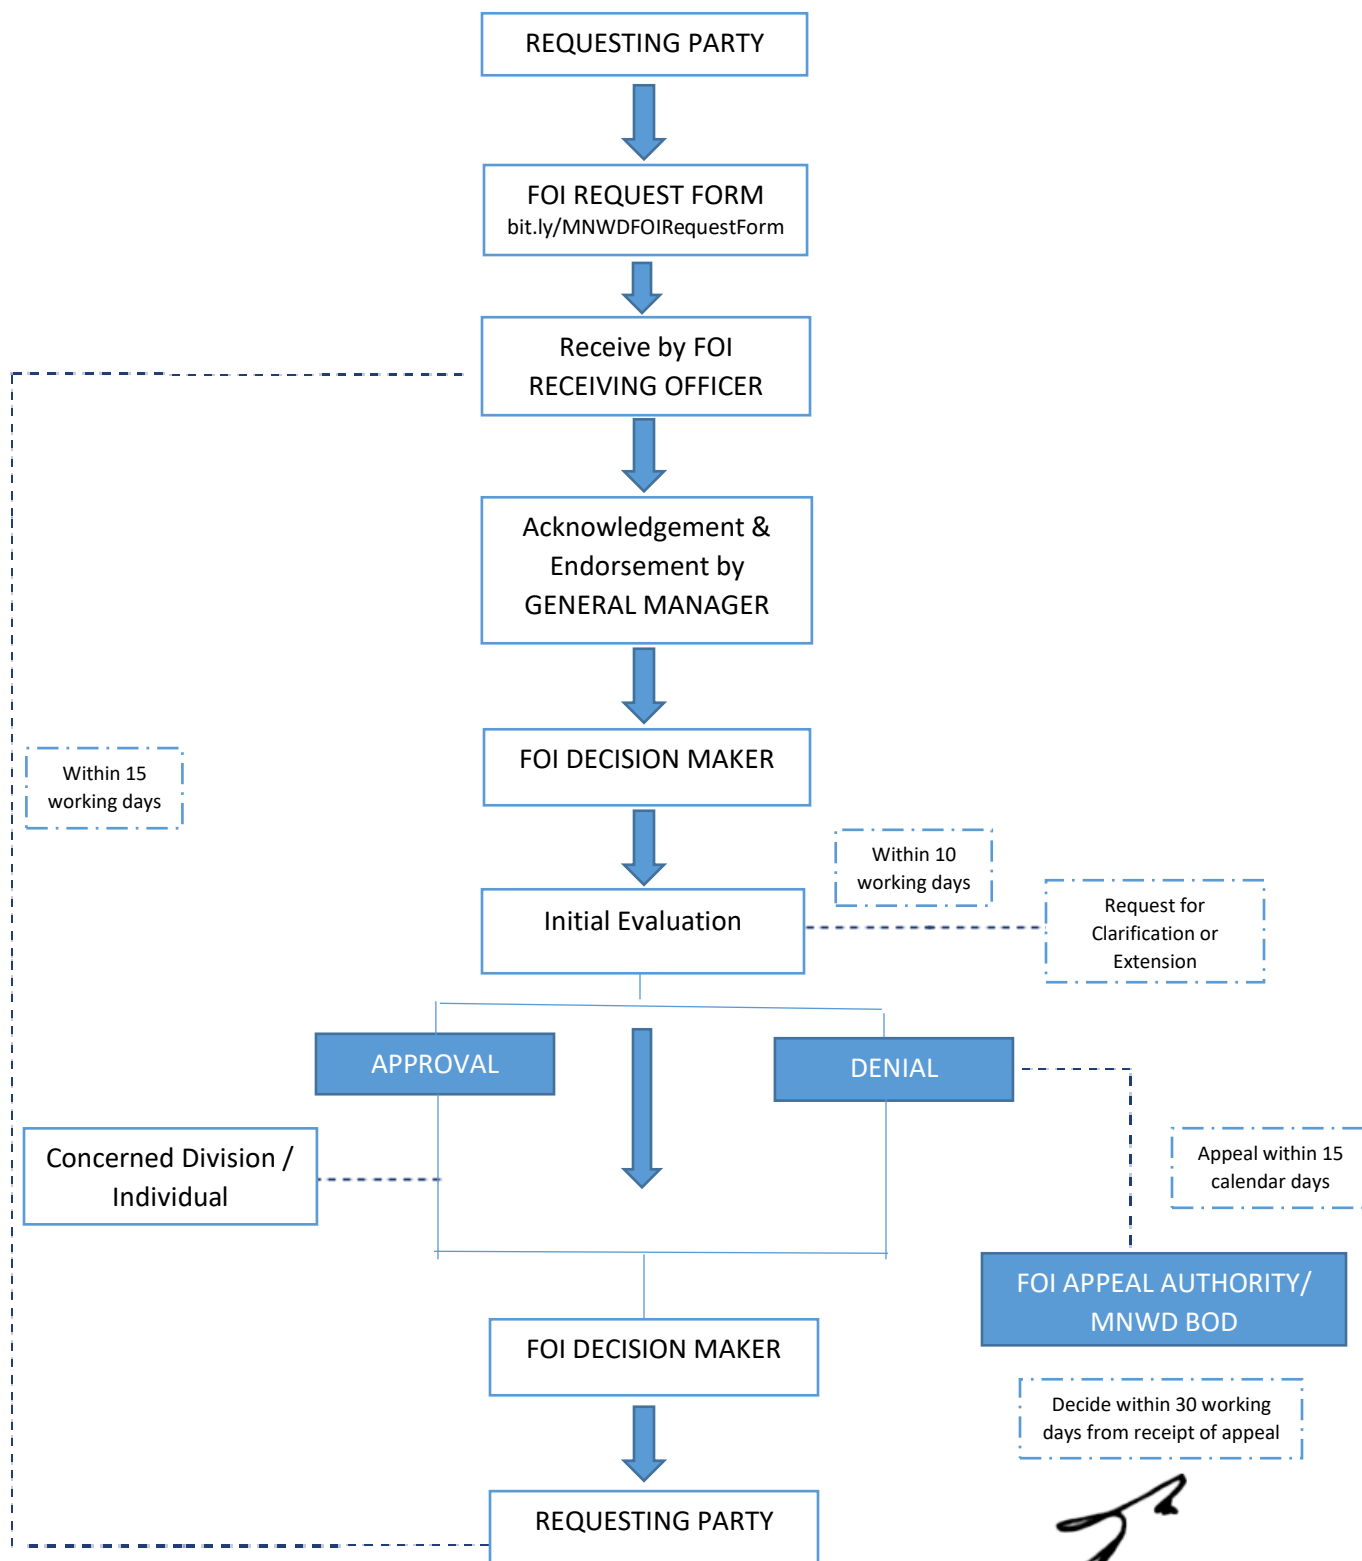 REQUESTING PARTY
FOI REQUEST FORM
bit.ly/MNWDFOIRequestForm
Receive by FOI
RECEIVING OFFICER
Acknowledgement &
Endorsement by
GENERAL MANAGER
FOI DECISION MAKER
Within 15
working days
Within 10
working days
Initial Evaluation
Request for
Clarification or
Extension
APPROVAL
DENIAL
Concerned Division /
Individual
Appeal within 15
calendar days
FOI APPEAL AUTHORITY/
MNWD BOD
FOI DECISION MAKER
Decide within 30 working
days from receipt of appeal
REQUESTING PARTY